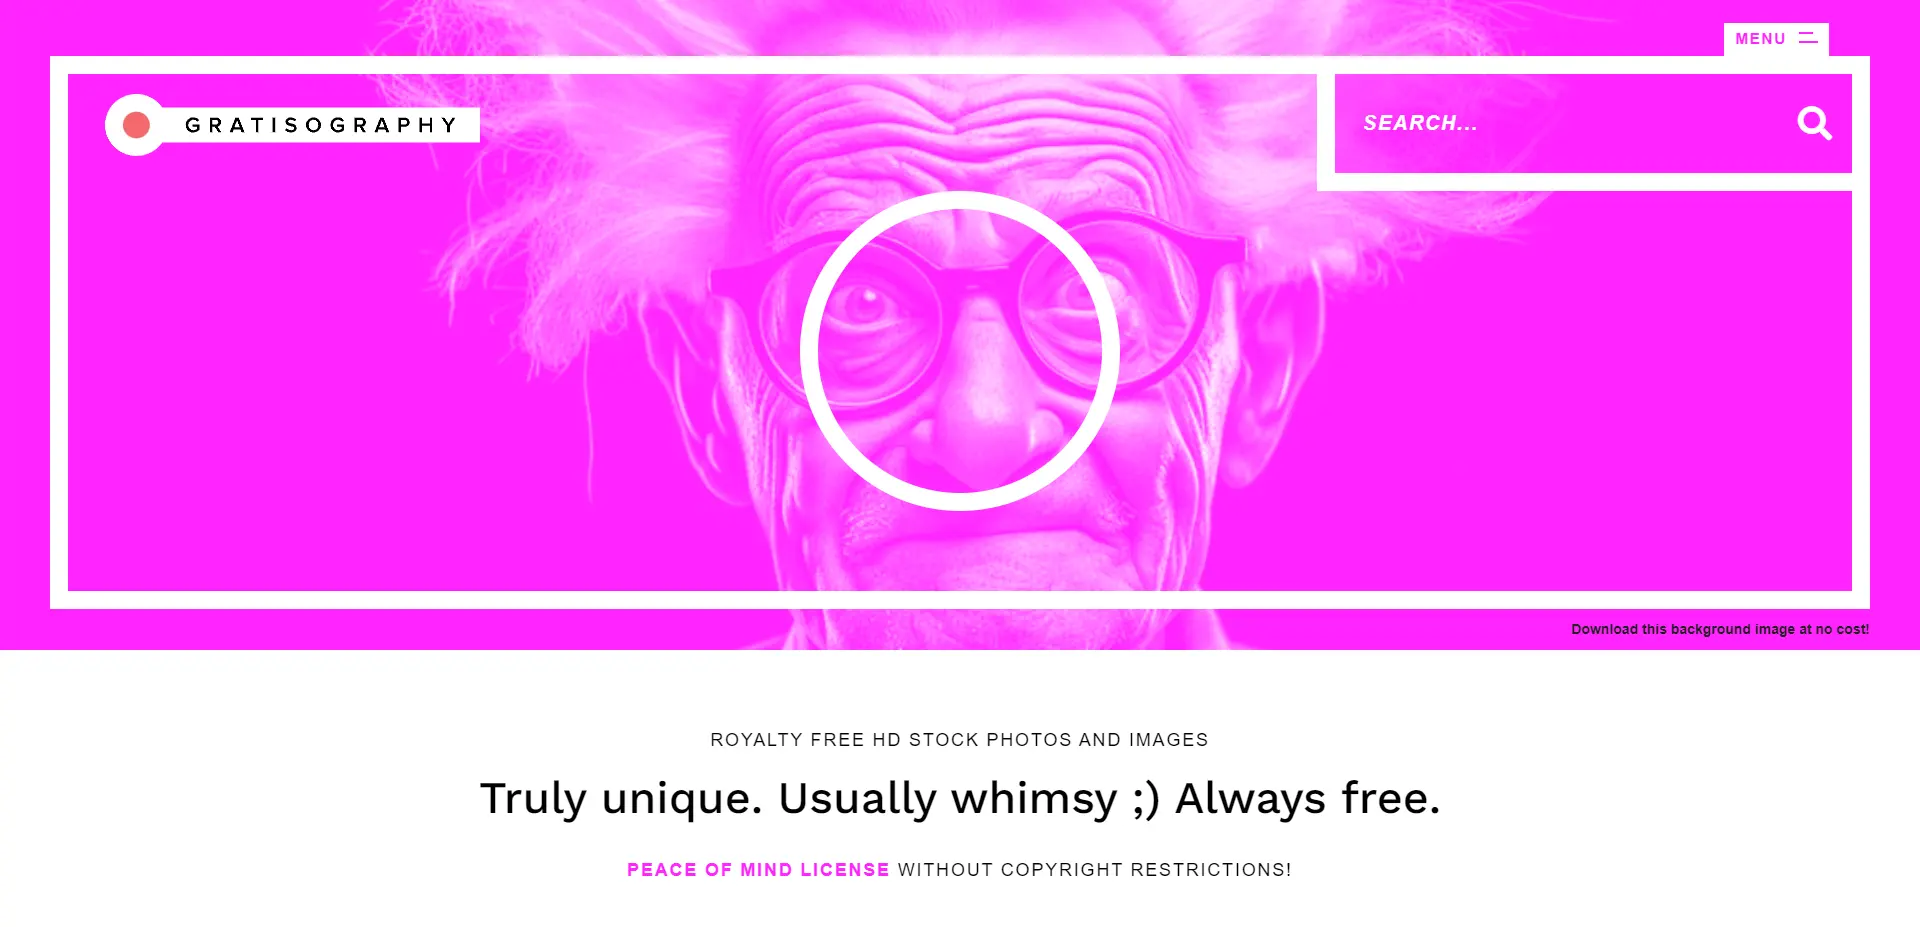 MENU
GRATISOGRAPHY
SEARCH...
Download this background image at no cost!
ROYALTY FREE HD STOCK PHOTOS AND IMAGES
Truly unique. Usually whimsy ;) Always free.
PEACE OF MIND LICENSE WITHOUT COPYRIGHT RESTRICTIONS!